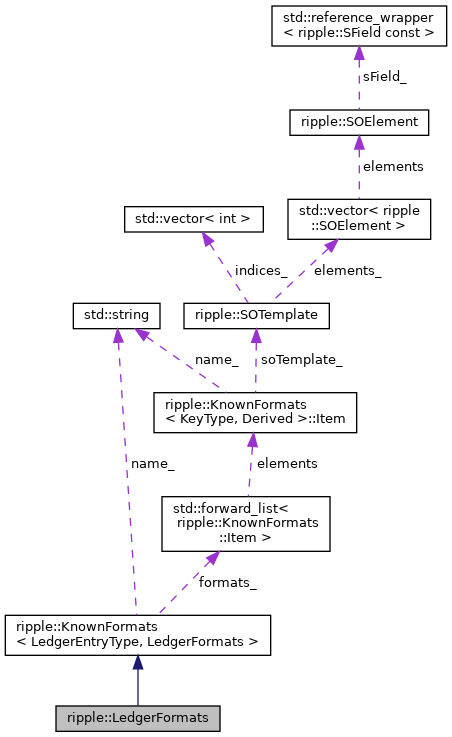 std::reference_wrapper
< ripple::SField const >
sField_
ripple::SOElement
elements
std::vector< int >
std::vector< ripple
::SOElement >
indices_
elements_
std::string
ripple::SOTemplate
name_
soTemplate_
ripple::KnownFormats
< KeyType, Derived >::Item
name_
elements
std::forward_list<
ripple::KnownFormats
::Item >
formats_
ripple::KnownFormats
< LedgerEntryType, LedgerFormats >
ripple::LedgerFormats